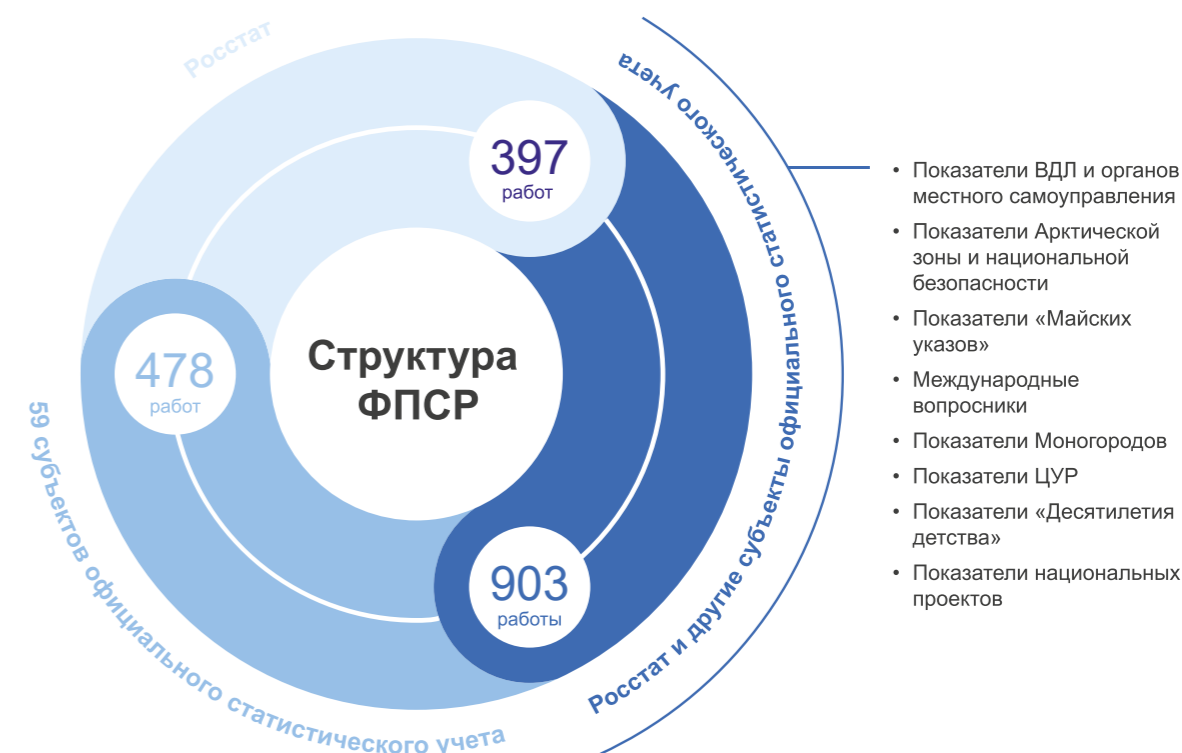 Росстат
397
работ
478
работ
Структура
ФПСР
903
работы
59 субъектов официального статистического учета
Росстат и другие субъекты официального статистического учета
• Показатели ВДЛ и органов
местного самоуправления
• Показатели Арктической
зоны и национальной
безопасности
• Показатели «Майских
указов»
• Международные
вопросники
• Показатели Моногородов
• Показатели ЦУР
• Показатели «Десятилетия
детства»
• Показатели национальных
проектов